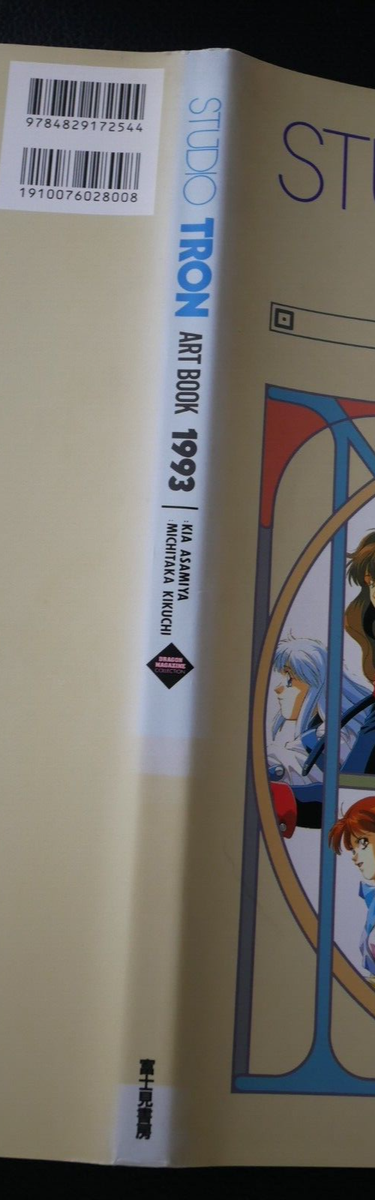 9784829172544
1910076028008
STUDIO TRON ART BOOK 1993
:KIA ASAMIYA
:MICHITAKA KIKUCHI
DRAGON
MAGAZINE
COLLECTION
富士見書房
STU